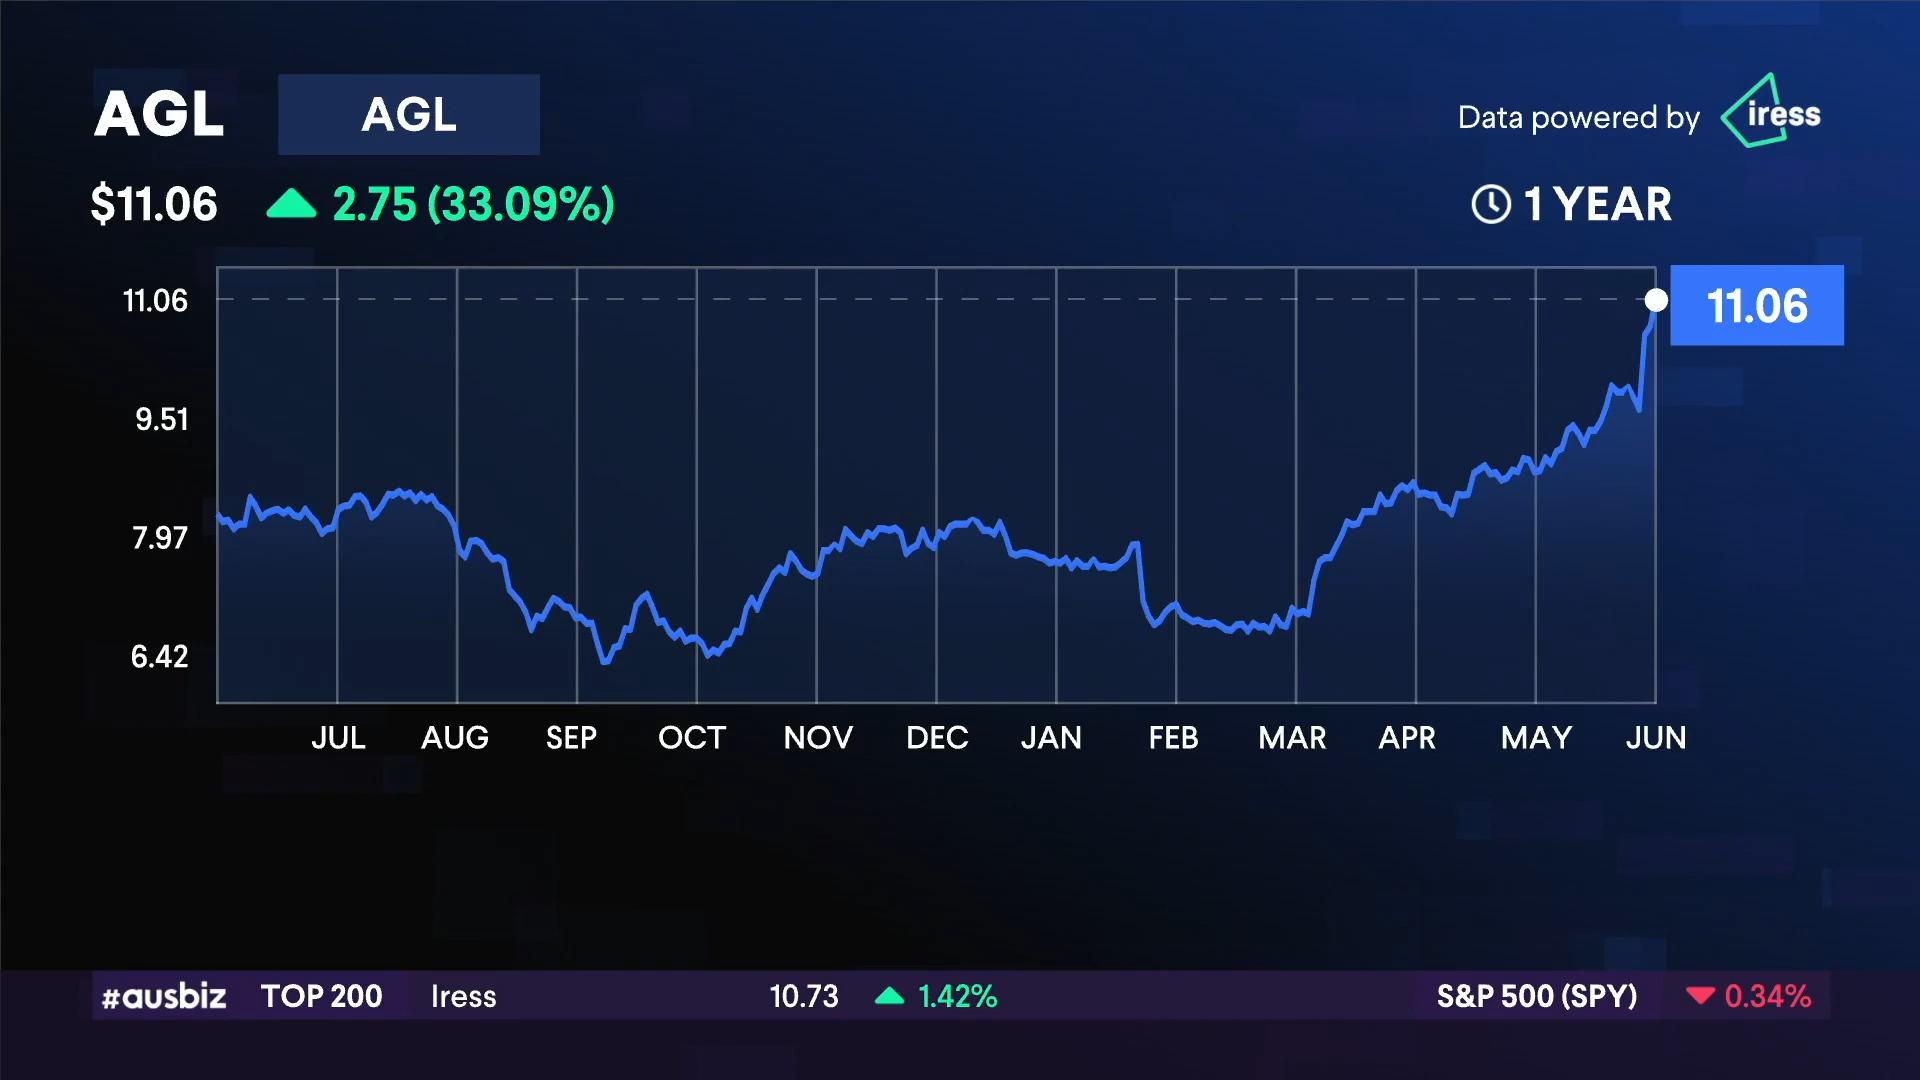 AGL AGL
Data powered by iress
$11.06 2.75 (33.09%)
1 YEAR
11.06
11.06
9.51
7.97
6.42
JUL AUG SEP OCT NOV DEC JAN FEB MAR APR MAY JUN
#ausbiz TOP 200 Iress 10.73 1.42% S&P 500 (SPY) 0.34%